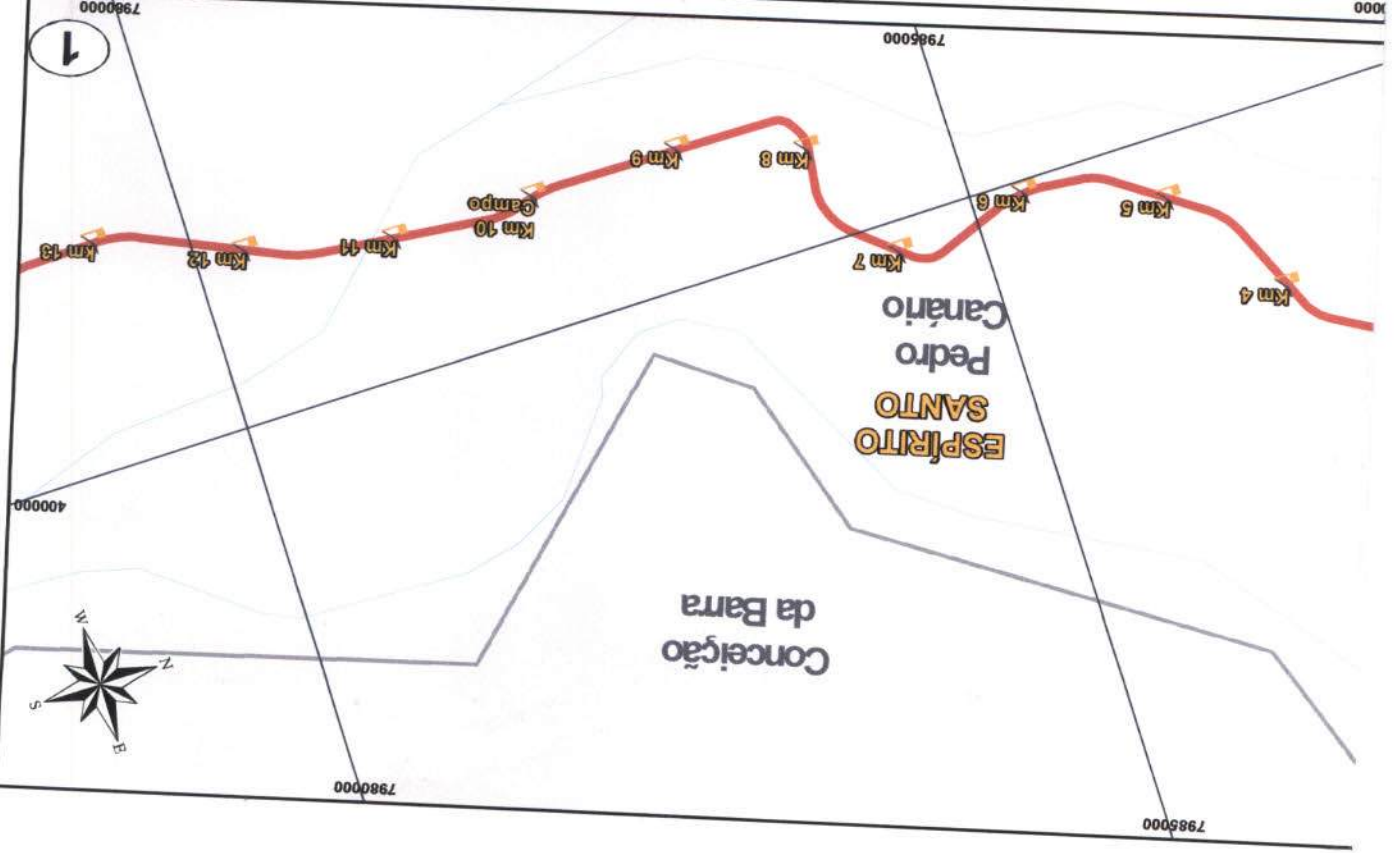 7985000
7980000
E
S
N
W
Conceição
da Barra
400000
ESPÍRITO
SANTO
Pedro
Canário
Km 4
Km 5
Km 6
Km 7
Km 8
Km 9
Km 10
Campo
Km 11
Km 12
km 13
7985000
7980000
1